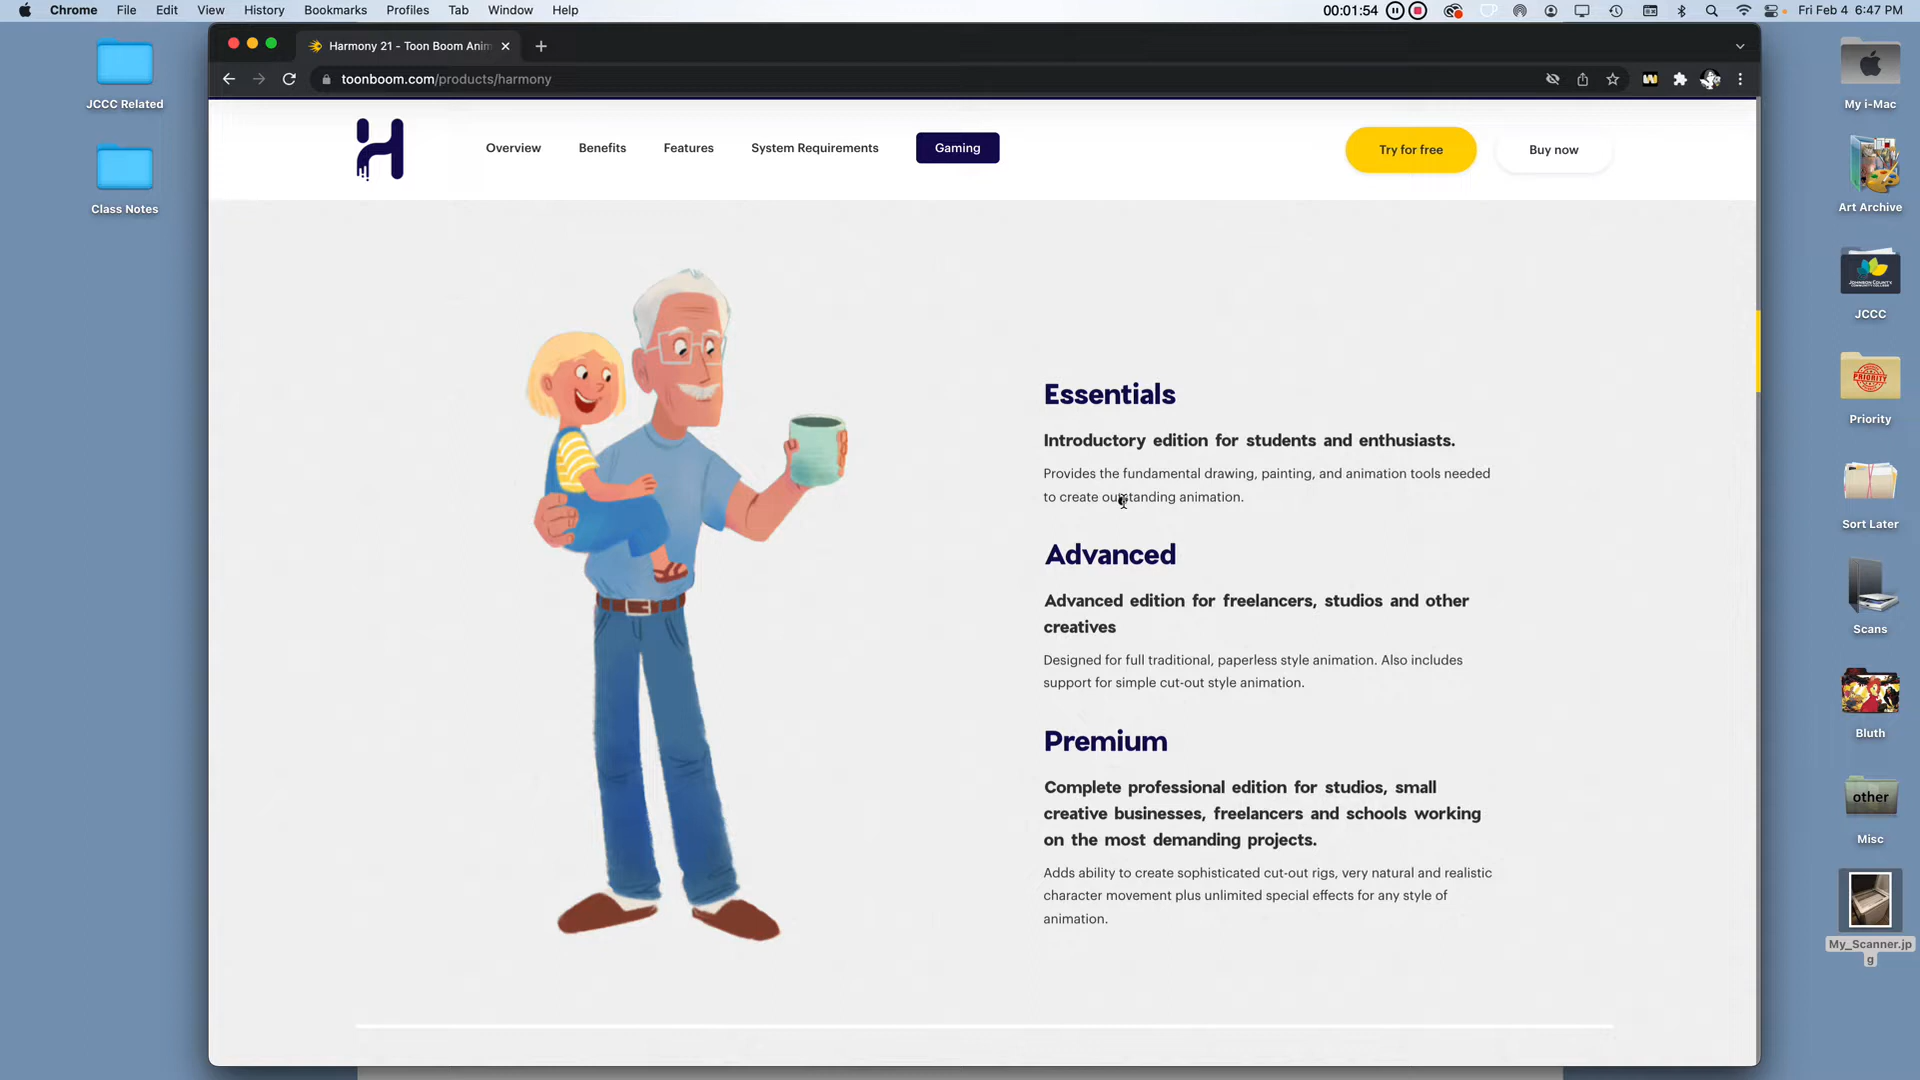 Chrome File Edit View History Bookmarks Profiles Tab Window Help 00:01:54 Fri Feb 4 6:47 PM
Harmony 21 - Toon Boom Anim
toonboom.com/products/harmony
H Overview Benefits Features System Requirements Gaming Try for free Buy now
Essentials
Introductory edition for students and enthusiasts.
Provides the fundamental drawing, painting, and animation tools needed
to create outstanding animation.
Advanced
Advanced edition for freelancers, studios and other
creatives
Designed for full traditional, paperless style animation. Also includes
support for simple cut-out style animation.
Premium
Complete professional edition for studios, small
creative businesses, freelancers and schools working
on the most demanding projects.
Adds ability to create sophisticated cut-out rigs, very natural and realistic
character movement plus unlimited special effects for any style of
animation.
JCCC Related
Class Notes
My i-Mac
Art Archive
JOHNSON COUNTY
COMMUNITY COLLEGE
JCCC
PRIORITY
Priority
Sort Later
Scans
Bluth
other
Misc
My_Scanner.jp
g